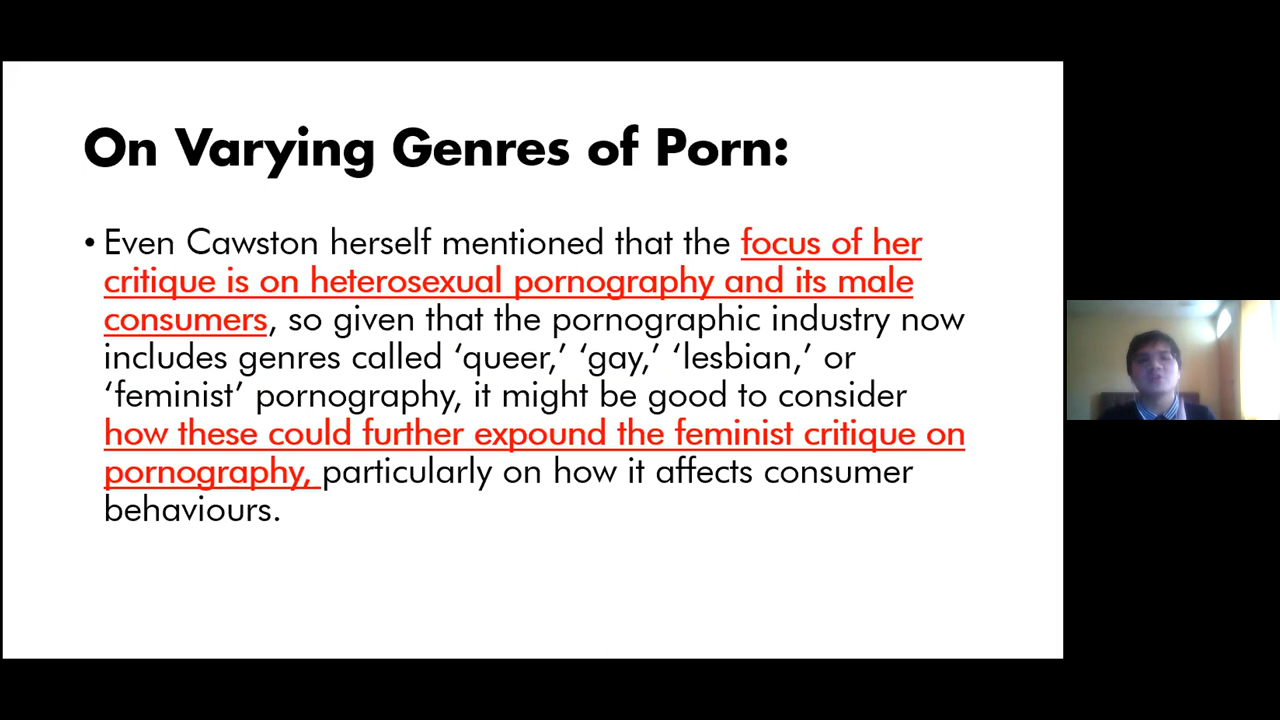 On Varying Genres of Porn:
• Even Cawston herself mentioned that the focus of her
critique is on heterosexual pornography and its male
consumers, so given that the pornographic industry now
includes genres called ‘queer,’ ‘gay,’ ‘lesbian,’ or
‘feminist’ pornography, it might be good to consider
how these could further expound the feminist critique on
pornography, particularly on how it affects consumer
behaviours.